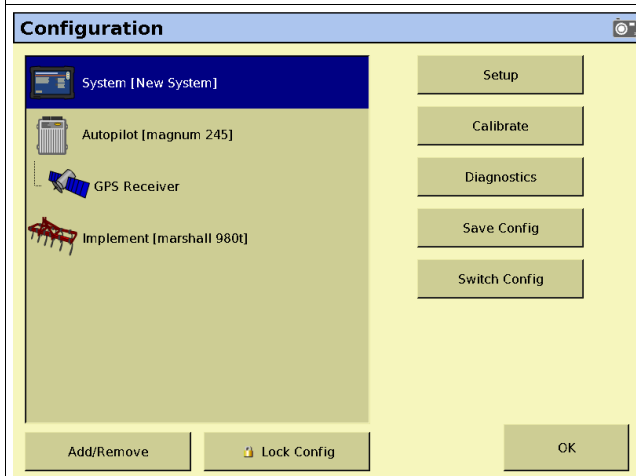 Configuration
System [New System]
Autopilot [magnum 245]
GPS Receiver
Implement [marshall 980t]
Setup
Calibrate
Diagnostics
Save Config
Switch Config
Add/Remove
Lock Config
OK